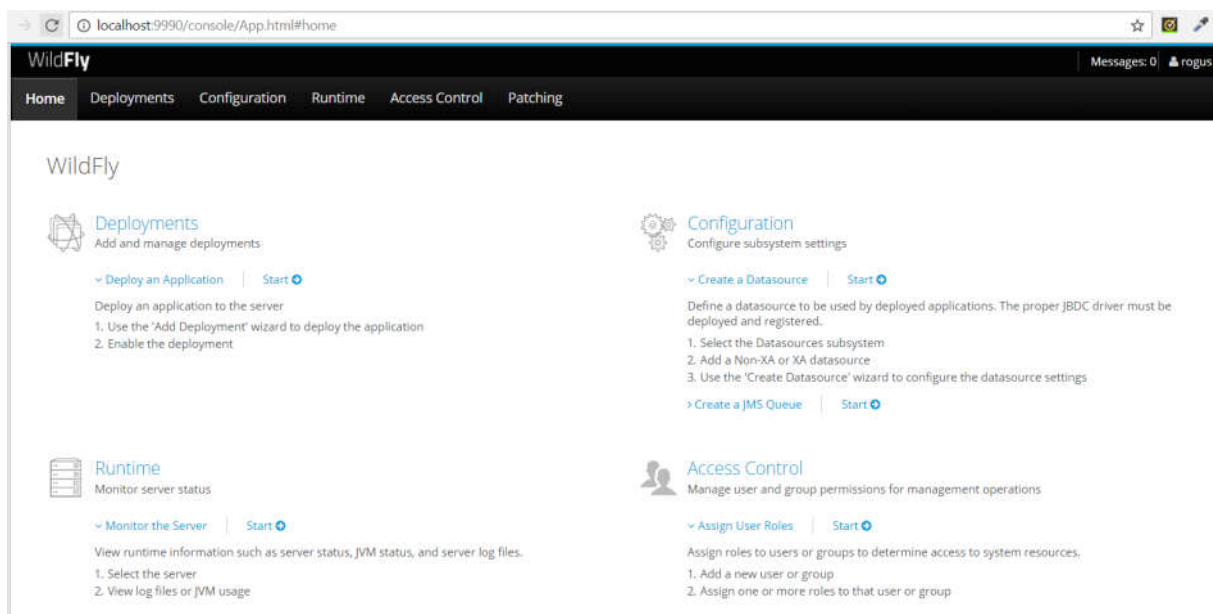 localhost:9990/console/App.html#home
WildFly
Messages: 0 rogus
Home Deployments Configuration Runtime Access Control Patching
WildFly
Deployments
Add and manage deployments
Deploy an Application Start
Deploy an application to the server
1. Use the 'Add Deployment' wizard to deploy the application
2. Enable the deployment
Configuration
Configure subsystem settings
Create a Datasource Start
Define a datasource to be used by deployed applications. The proper JBDC driver must be
deployed and registered.
1. Select the Datasources subsystem
2. Add a Non-XA or XA datasource
3. Use the 'Create Datasource' wizard to configure the datasource settings
Create a JMS Queue Start
Runtime
Monitor server status
Monitor the Server Start
View runtime information such as server status, JVM status, and server log files.
1. Select the server
2. View log files or JVM usage
Access Control
Manage user and group permissions for management operations
Assign User Roles Start
Assign roles to users or groups to determine access to system resources.
1. Add a new user or group
2. Assign one or more roles to that user or group